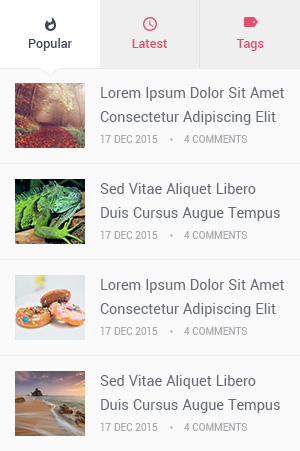 Popular
Latest
Tags
Lorem Ipsum Dolor Sit Amet
Consectetur Adipiscing Elit
17 DEC 2015 • 4 COMMENTS
Sed Vitae Aliquet Libero
Duis Cursus Augue Tempus
17 DEC 2015 • 4 COMMENTS
Lorem Ipsum Dolor Sit Amet
Consectetur Adipiscing Elit
17 DEC 2015 • 4 COMMENTS
Sed Vitae Aliquet Libero
Duis Cursus Augue Tempus
17 DEC 2015 • 4 COMMENTS